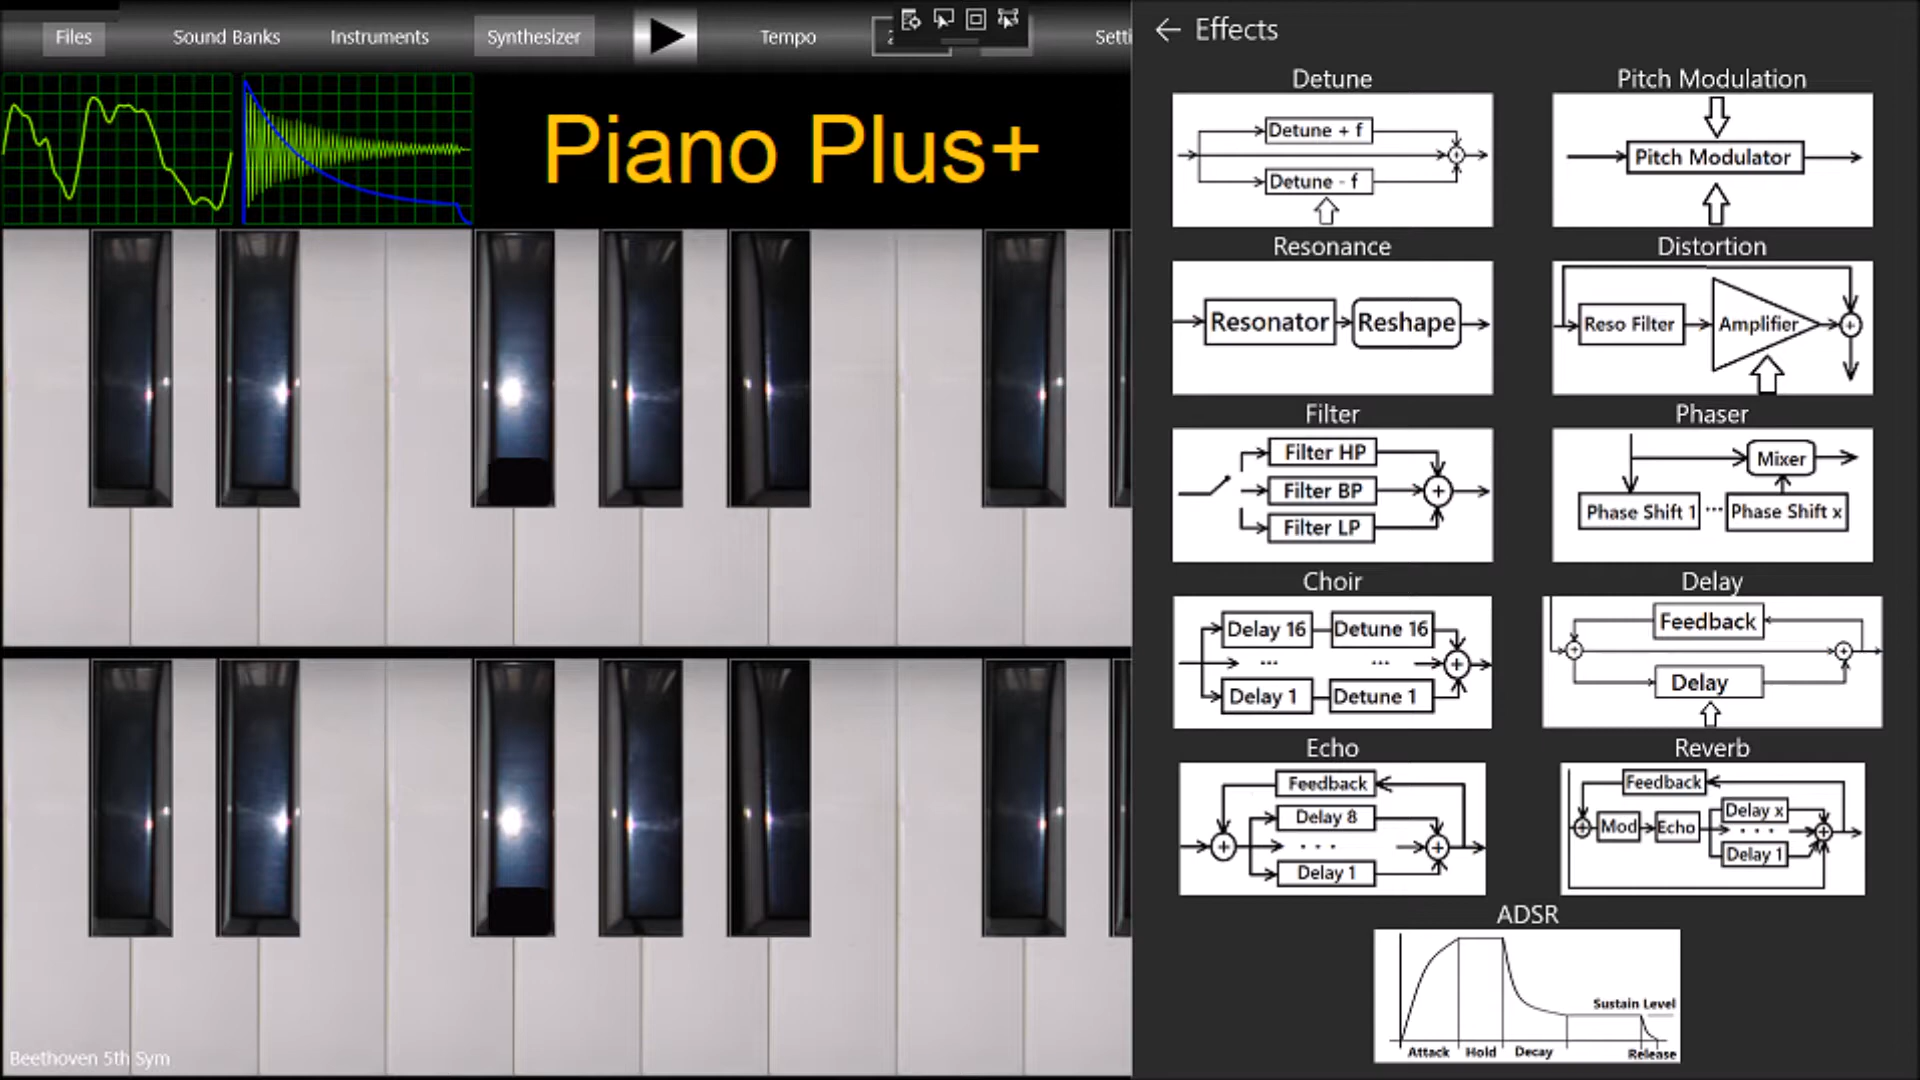 Files
Sound Banks
Instruments
Synthesizer
Tempo
Piano Plus+
Beethoven 5th Sym
Effects
Detune
Detune + f
Detune - f
Pitch Modulation
Pitch Modulator
Resonance
Resonator
Reshape
Distortion
Reso Filter
Amplifier
Filter
Filter HP
Filter BP
Filter LP
Phaser
Mixer
Phase Shift 1 ... Phase Shift x
Choir
Delay 16
Detune 16
... ...
Delay 1
Detune 1
Delay
Feedback
Delay
Echo
Feedback
Delay 8
...
Delay 1
Reverb
Feedback
Mod
Echo
Delay x
...
Delay 1
ADSR
Sustain Level
Attack
Hold
Decay
Release